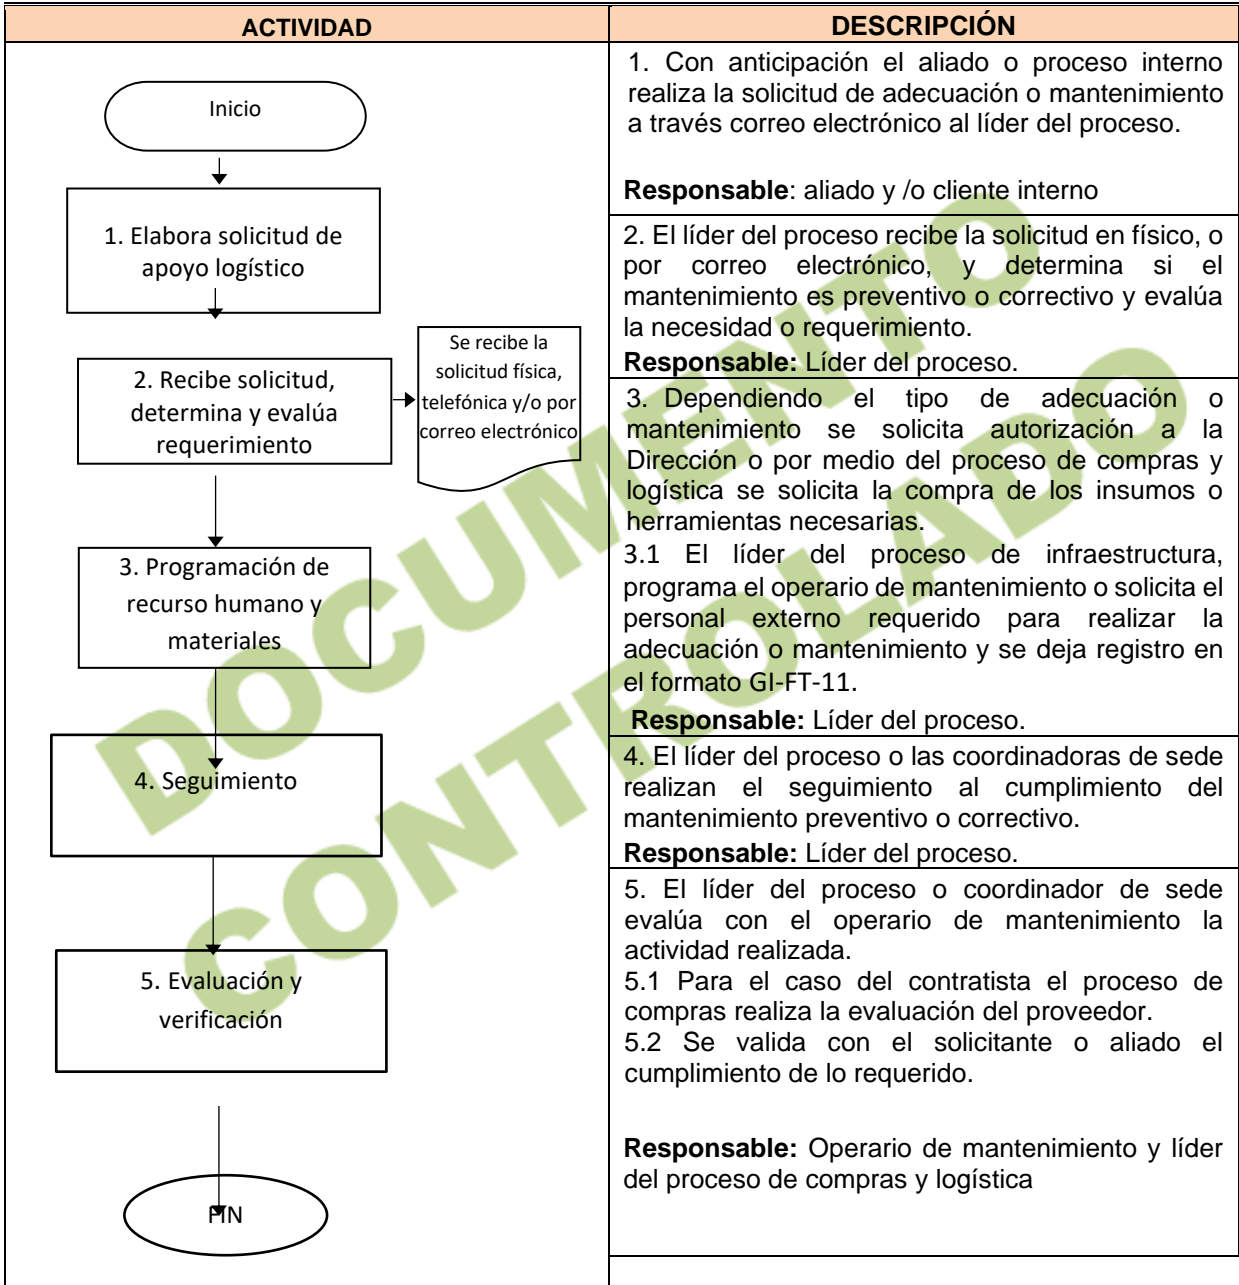 ACTIVIDAD
DESCRIPCIÓN
Inicio
1. Elabora solicitud de
apoyo logístico
2. Recibe solicitud,
determina y evalúa
requerimiento
Se recibe la
solicitud física,
telefónica y/o por
correo electrónico
3. Programación de
recurso humano y
materiales
4. Seguimiento
5. Evaluación y
verificación
FIN
1. Con anticipación el aliado o proceso interno
realiza la solicitud de adecuación o mantenimiento
a través correo electrónico al líder del proceso.
Responsable: aliado y /o cliente interno
2. El líder del proceso recibe la solicitud en físico, o
por correo electrónico, y determina si el
mantenimiento es preventivo o correctivo y evalúa
la necesidad o requerimiento.
Responsable: Líder del proceso.
3. Dependiendo el tipo de adecuación o
mantenimiento se solicita autorización a la
Dirección o por medio del proceso de compras y
logística se solicita la compra de los insumos o
herramientas necesarias.
3.1 El líder del proceso de infraestructura,
programa el operario de mantenimiento o solicita el
personal externo requerido para realizar la
adecuación o mantenimiento y se deja registro en
el formato GI-FT-11.
Responsable: Líder del proceso.
4. El líder del proceso o las coordinadoras de sede
realizan el seguimiento al cumplimiento del
mantenimiento preventivo o correctivo.
Responsable: Líder del proceso.
5. El líder del proceso o coordinador de sede
evalúa con el operario de mantenimiento la
actividad realizada.
5.1 Para el caso del contratista el proceso de
compras realiza la evaluación del proveedor.
5.2 Se valida con el solicitante o aliado el
cumplimiento de lo requerido.
Responsable: Operario de mantenimiento y líder
del proceso de compras y logística
DOCUMENTO
CONTROLADO